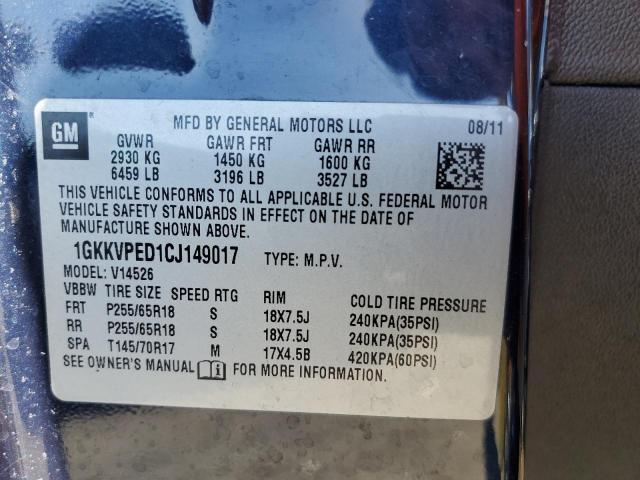 GM® MFD BY GENERAL MOTORS LLC 08/11
GVWR GAWR FRT GAWR RR
2930 KG 1450 KG 1600 KG
6459 LB 3196 LB 3527 LB
THIS VEHICLE CONFORMS TO ALL APPLICABLE U.S. FEDERAL MOTOR
VEHICLE SAFETY STANDARDS IN EFFECT ON THE DATE OF
MANUFACTURE SHOWN ABOVE.
1GKKVPED1CJ149017 TYPE: M.P.V.
MODEL: V14526
VBBW TIRE SIZE SPEED RTG RIM COLD TIRE PRESSURE
FRT P255/65R18 S 18X7.5J 240KPA(35PSI)
RR P255/65R18 S 18X7.5J 240KPA(35PSI)
SPA T145/70R17 M 17X4.5B 420KPA(60PSI)
SEE OWNER'S MANUAL FOR MORE INFORMATION.